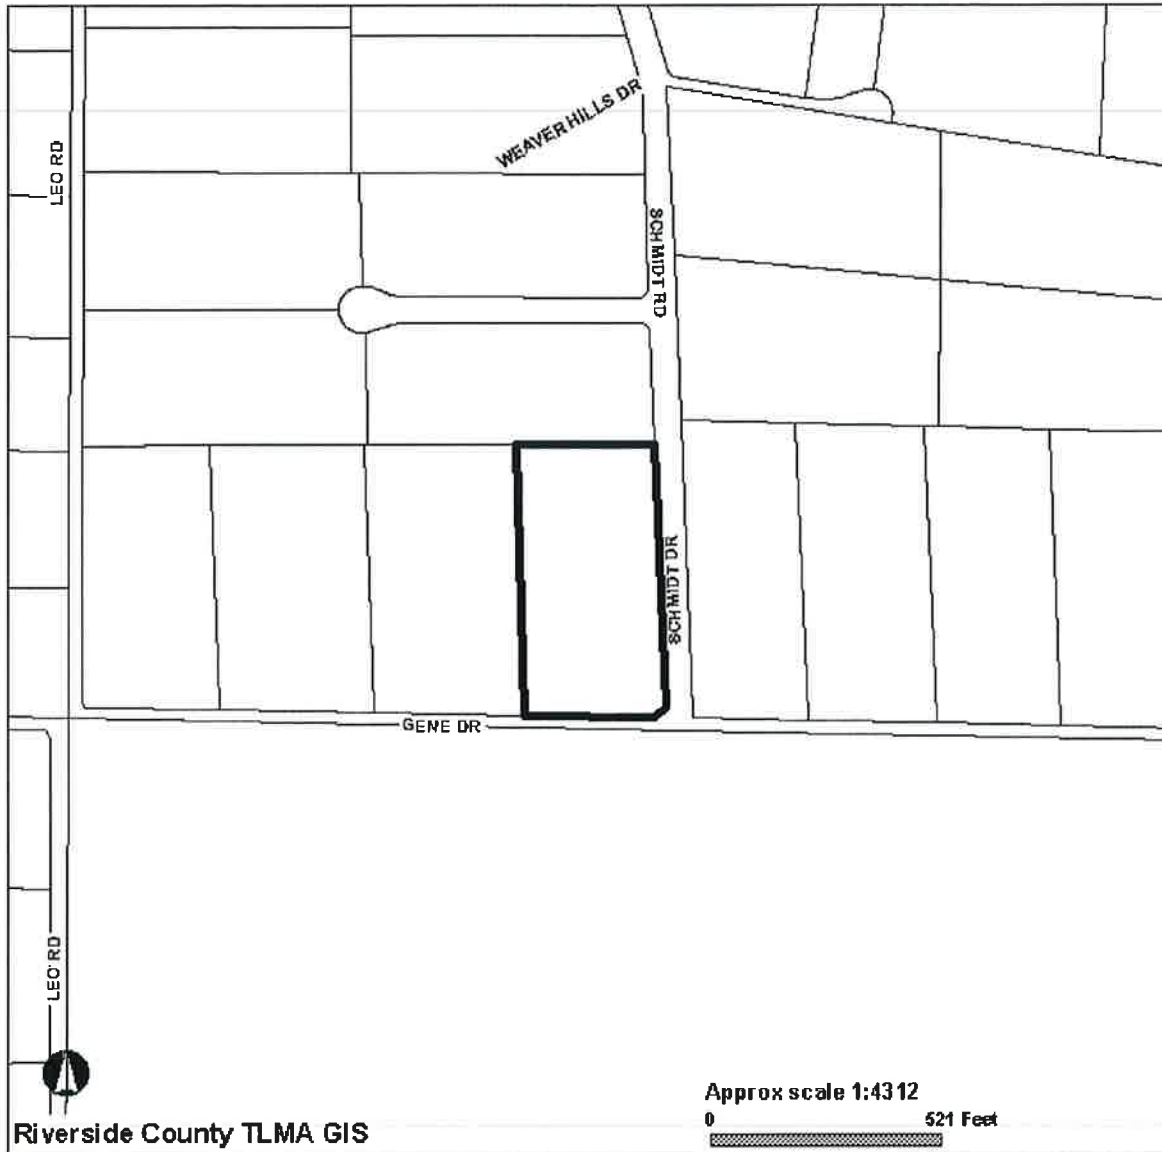 WEAVER HILLS DR
LEO RD
SCHMIDT RD
SCHMIDT DR
GENE DR
LEO RD
Approx scale 1:4312
0 521 Feet
Riverside County TLMA GIS